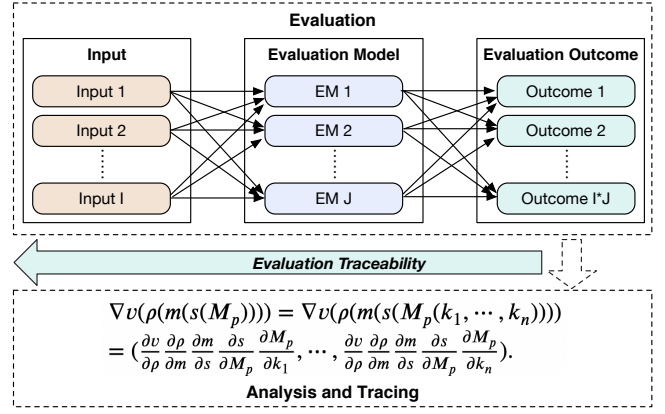 Evaluation
Input
Evaluation Model
Evaluation Outcome
Input 1
EM 1
Outcome 1
Input 2
EM 2
Outcome 2
Input I
EM J
Outcome I*J
Evaluation Traceability
∇v(ρ(m(s(M_p)))) = ∇v(ρ(m(s(M_p(k_1, ⋯, k_n)))))
= (∂v/∂ρ ∂ρ/∂m ∂m/∂s ∂s/∂M_p ∂M_p/∂k_1, ⋯, ∂v/∂ρ ∂ρ/∂m ∂m/∂s ∂s/∂M_p ∂M_p/∂k_n).
Analysis and Tracing